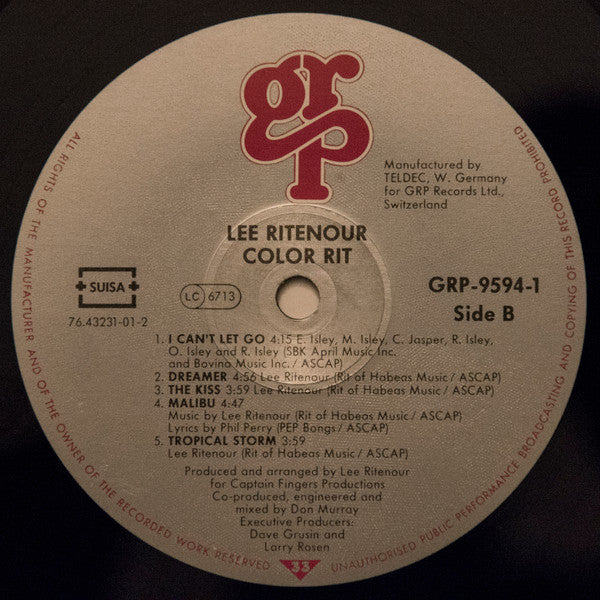 grp
Manufactured by
TELDEC, W. Germany
for GRP Records Ltd.,
Switzerland
LEE RITENOUR
COLOR RIT
SUISA
LC 6713
76.43231-01-2
GRP-9594-1
Side B
1. I CAN'T LET GO 4:15 E. Isley, M. Isley, C. Jasper, R. Isley,
O. Isley and R. Isley (SBK April Music Inc.
and Bovina Music Inc. / ASCAP)
2. DREAMER 4:56 Lee Ritenour (Rit of Habeas Music / ASCAP)
3. THE KISS 3:59 Lee Ritenour (Rit of Habeas Music / ASCAP)
4. MALIBU 4:47
Music by Lee Ritenour (Rit of Habeas Music / ASCAP)
Lyrics by Phil Perry (PEP Bongs / ASCAP)
5. TROPICAL STORM 3:59
Lee Ritenour (Rit of Habeas Music / ASCAP)
Produced and arranged by Lee Ritenour
for Captain Fingers Productions
Co-produced, engineered and
mixed by Don Murray
Executive Producers:
Dave Grusin and
Larry Rosen
33
ALL RIGHTS OF THE MANUFACTURER AND OF THE OWNER OF THE RECORDED WORK RESERVED
UNAUTHORISED PUBLIC PERFORMANCE BROADCASTING AND COPYING OF THIS RECORD PROHIBITED